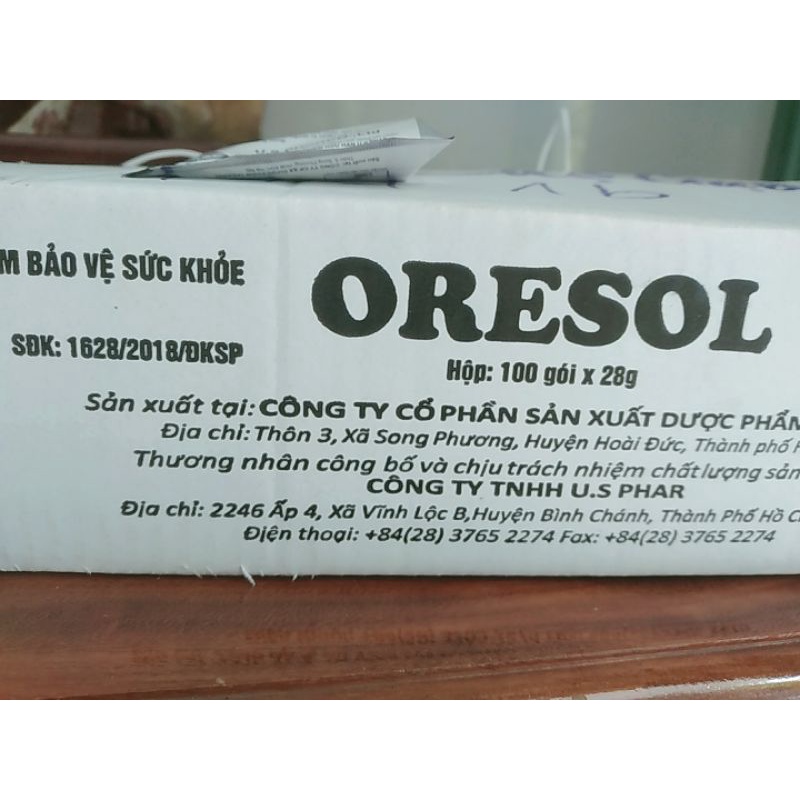 M BẢO VỆ SỨC KHỎE
SĐK: 1628/2018/ĐKSP
ORESOL
Hộp: 100 gói x 28g
Sản xuất tại: CÔNG TY CỔ PHẦN SẢN XUẤT DƯỢC PHẨM
Địa chỉ: Thôn 3, Xã Song Phương, Huyện Hoài Đức, Thành phố H
Thương nhân công bố và chịu trách nhiệm chất lượng sản
CÔNG TY TNHH U.S PHAR
Địa chỉ: 2246 Ấp 4, Xã Vĩnh Lộc B,Huyện Bình Chánh, Thành Phố Hồ C
Điện thoại: +84(28) 3765 2274 Fax: +84(28) 3765 2274